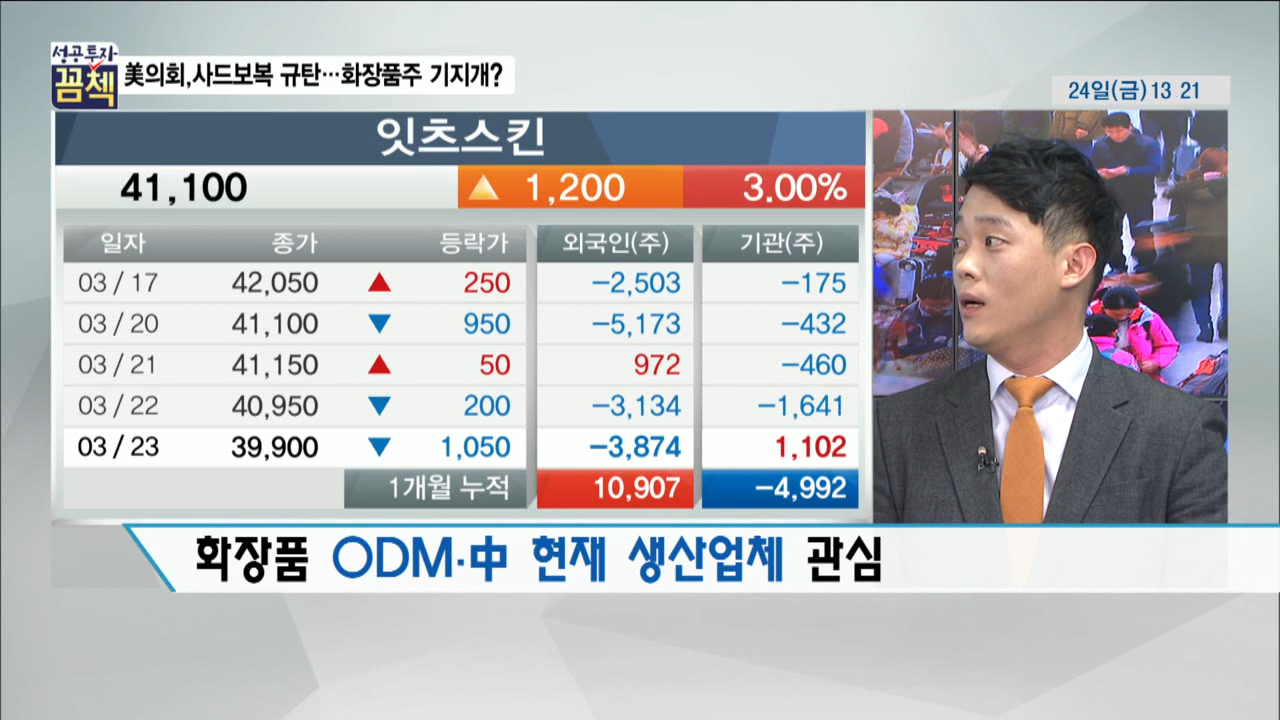 성공투자
꼼첵
美의회,사드보복 규탄…화장품주 기지개?
24일(금) 13 21
잇츠스킨
41,100 ▲ 1,200 3.00%
일자 종가 등락가 외국인(주) 기관(주)
03 / 17 42,050 ▲ 250 −2,503 −175
03 / 20 41,100 ▼ 950 −5,173 −432
03 / 21 41,150 ▲ 50 972 −460
03 / 22 40,950 ▼ 200 −3,134 −1,641
03 / 23 39,900 ▼ 1,050 −3,874 1,102
1개월 누적 10,907 −4,992
화장품 ODM·中 현재 생산업체 관심